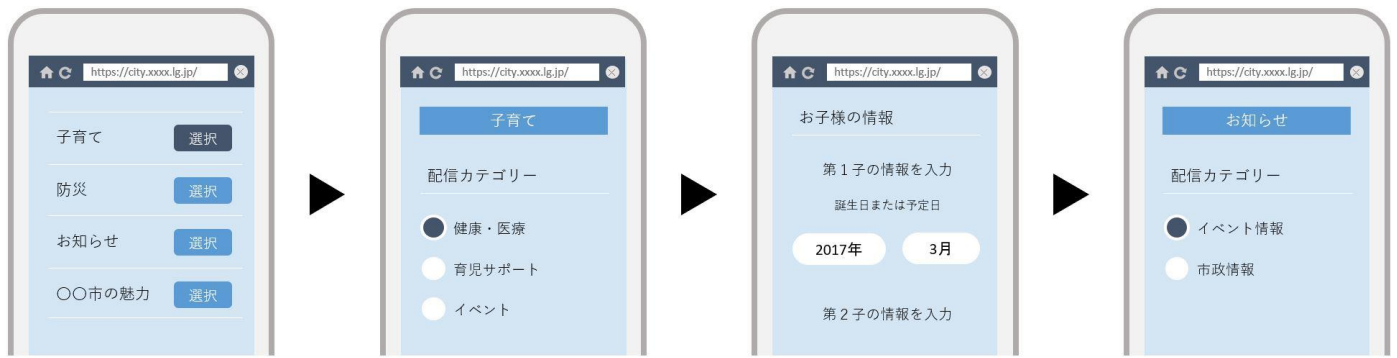 https://city.xxxx.lg.jp/
子育て
選択
防災
選択
お知らせ
選択
〇〇市の魅力
選択
https://city.xxxx.lg.jp/
子育て
配信カテゴリー
健康・医療
育児サポート
イベント
https://city.xxxx.lg.jp/
お子様の情報
第1子の情報を入力
誕生日または予定日
2017年
3月
第2子の情報を入力
https://city.xxxx.lg.jp/
お知らせ
配信カテゴリー
イベント情報
市政情報